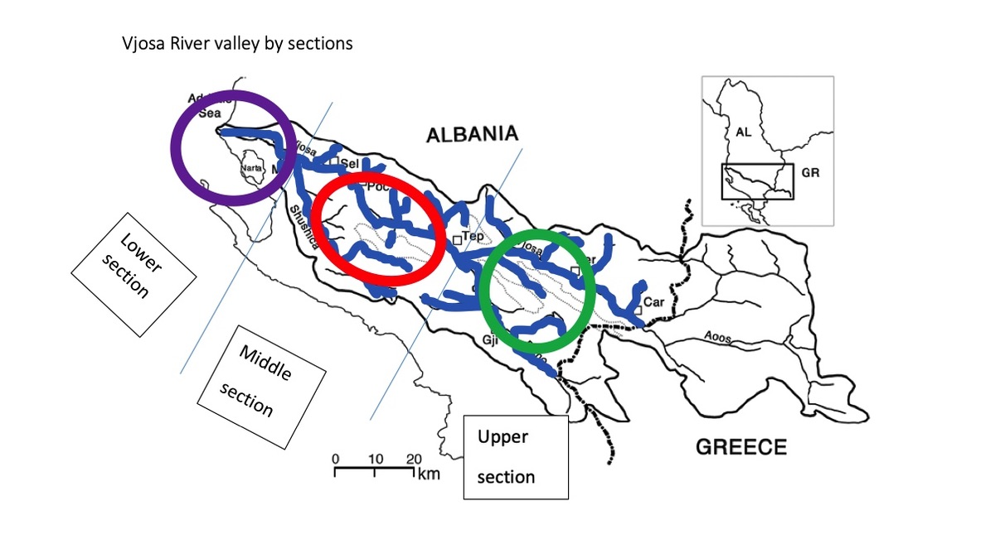 Vjosa River valley by sections
Sea
ALBANIA
AL
GR
Sel
Narta
Poc
Shushica
Tep
Lower
section
Car
Aoos
Gji
Middle
section
Upper
section
GREECE
0 10 20
km